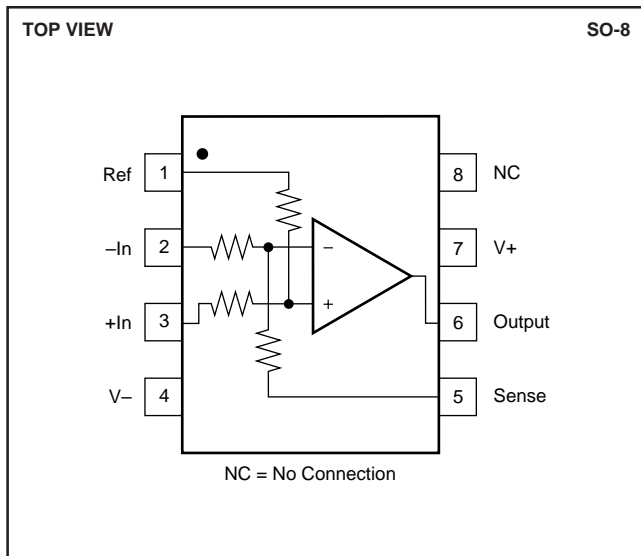 TOP VIEW SO-8
Ref 1 8 NC
–In 2 – 7 V+
+In 3 + 6 Output
V– 4 5 Sense
NC = No Connection